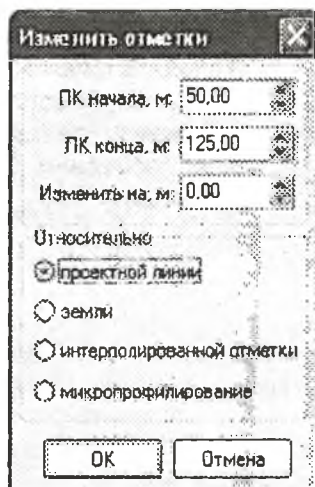 Изменить отметки
ПК начала, м: 50,00
ПК конца, м: 125,00
Изменить на, м: 0,00
Относительно
проектной линии
земли
интерполированной отметки
микропрофилирование
OK Отмена